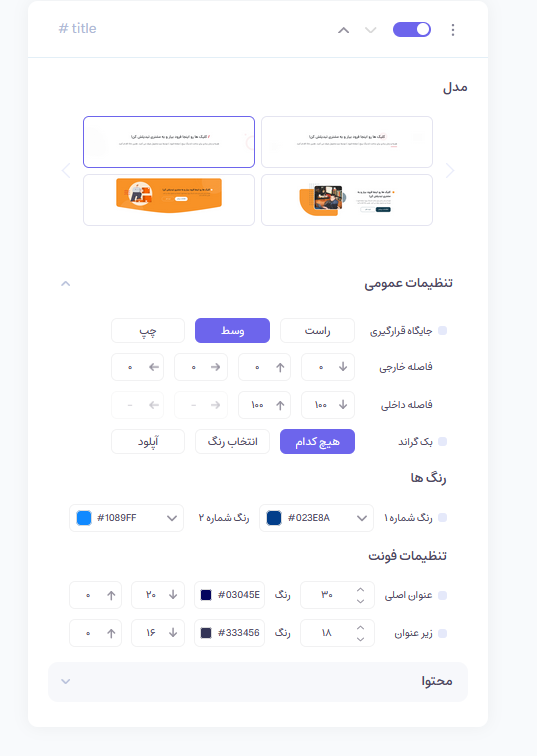 # title
مدل
تنظیمات عمومی
جایگاه قرارگیری راست وسط چپ
فاصله خارجی ۰ ۰ ۰ ۰
فاصله داخلی ۱۰۰ ۱۰۰ - -
بک گراند هیچ کدام انتخاب رنگ آپلود
رنگ ها
رنگ شماره ۱ #023E8A رنگ شماره ۲ #1089FF
تنظیمات فونت
عنوان اصلی ۳۰ رنگ #03045E ۲۰ ۰
زیر عنوان ۱۸ رنگ #333456 ۱۶ ۰
محتوا